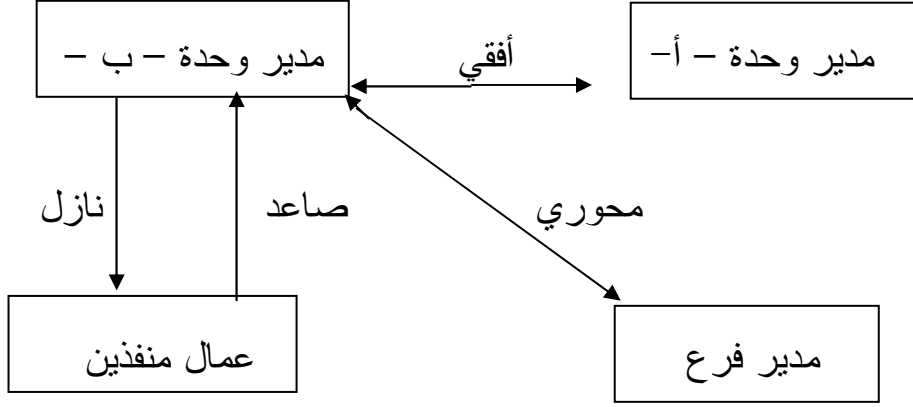 مدير وحدة – أ–
أفقي
مدير وحدة – ب –
محوري
صاعد
نازل
مدير فرع
عمال منفذين